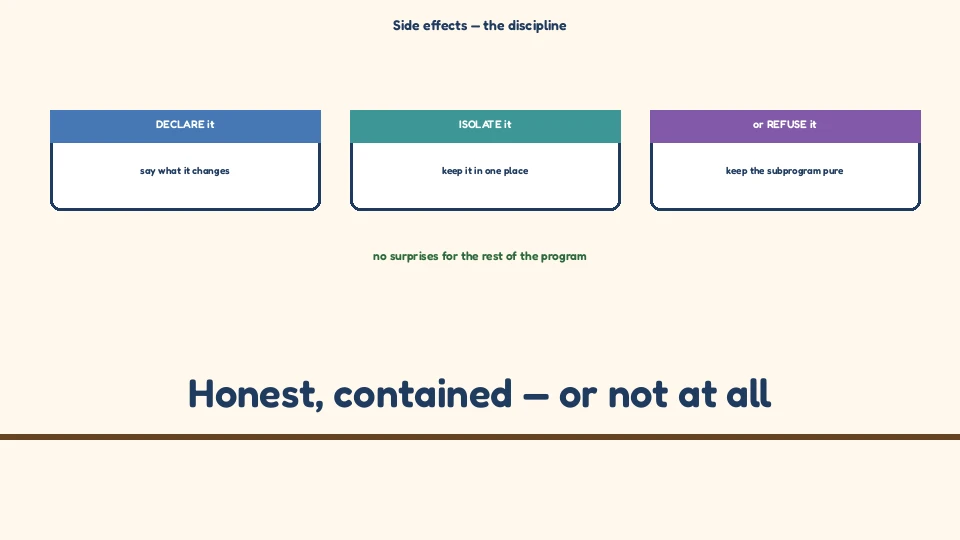 Side effects — the discipline
DECLARE it
say what it changes
ISOLATE it
keep it in one place
or REFUSE it
keep the subprogram pure
no surprises for the rest of the program
Honest, contained — or not at all